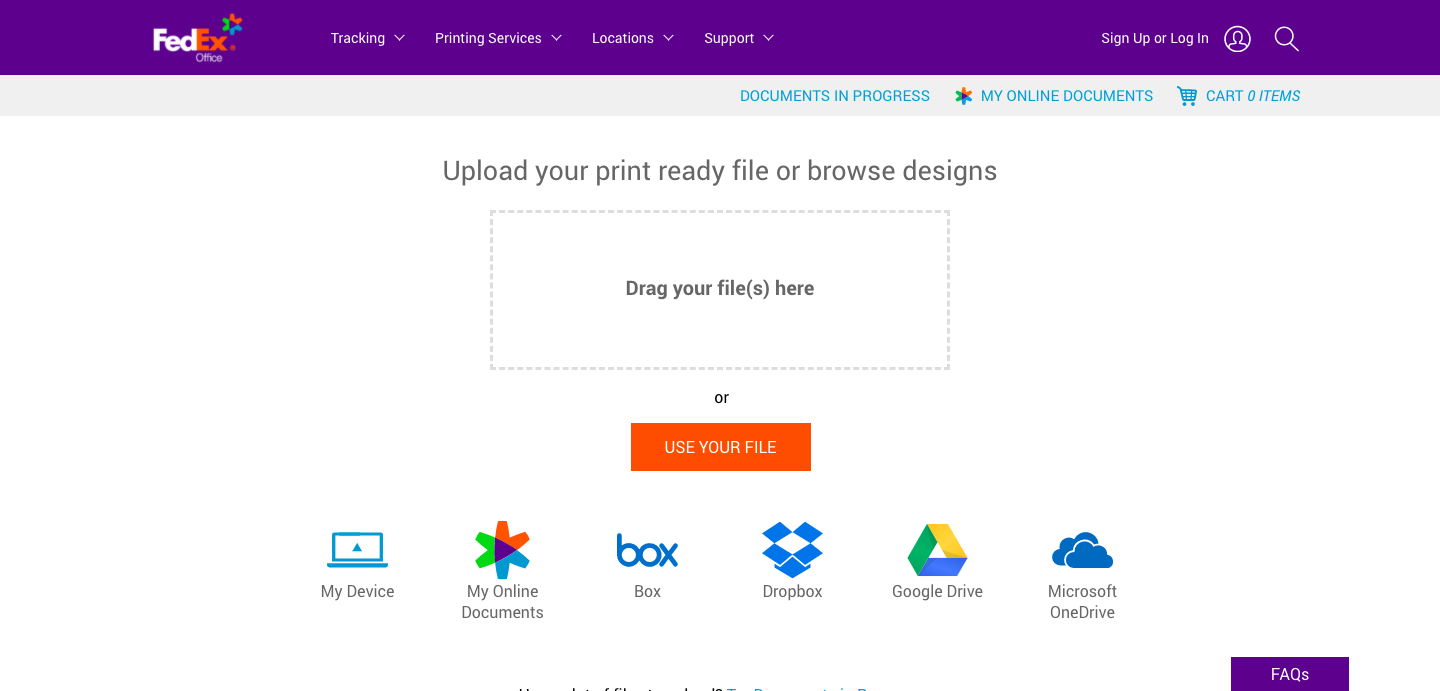 FedEx Office
Tracking Printing Services Locations Support Sign Up or Log In
DOCUMENTS IN PROGRESS MY ONLINE DOCUMENTS CART 0 ITEMS
Upload your print ready file or browse designs
Drag your file(s) here
or
USE YOUR FILE
box
My Device My Online Documents Box Dropbox Google Drive Microsoft OneDrive
FAQs